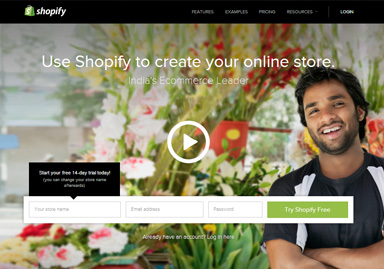 shopify
FEATURES EXAMPLES PRICING RESOURCES LOGIN
Use Shopify to create your online store.
India's Ecommerce Leader
Start your free 14-day trial today!
(you can change your store name
afterwards)
Your store name Email address Password Try Shopify Free
Already have an account? Log in here